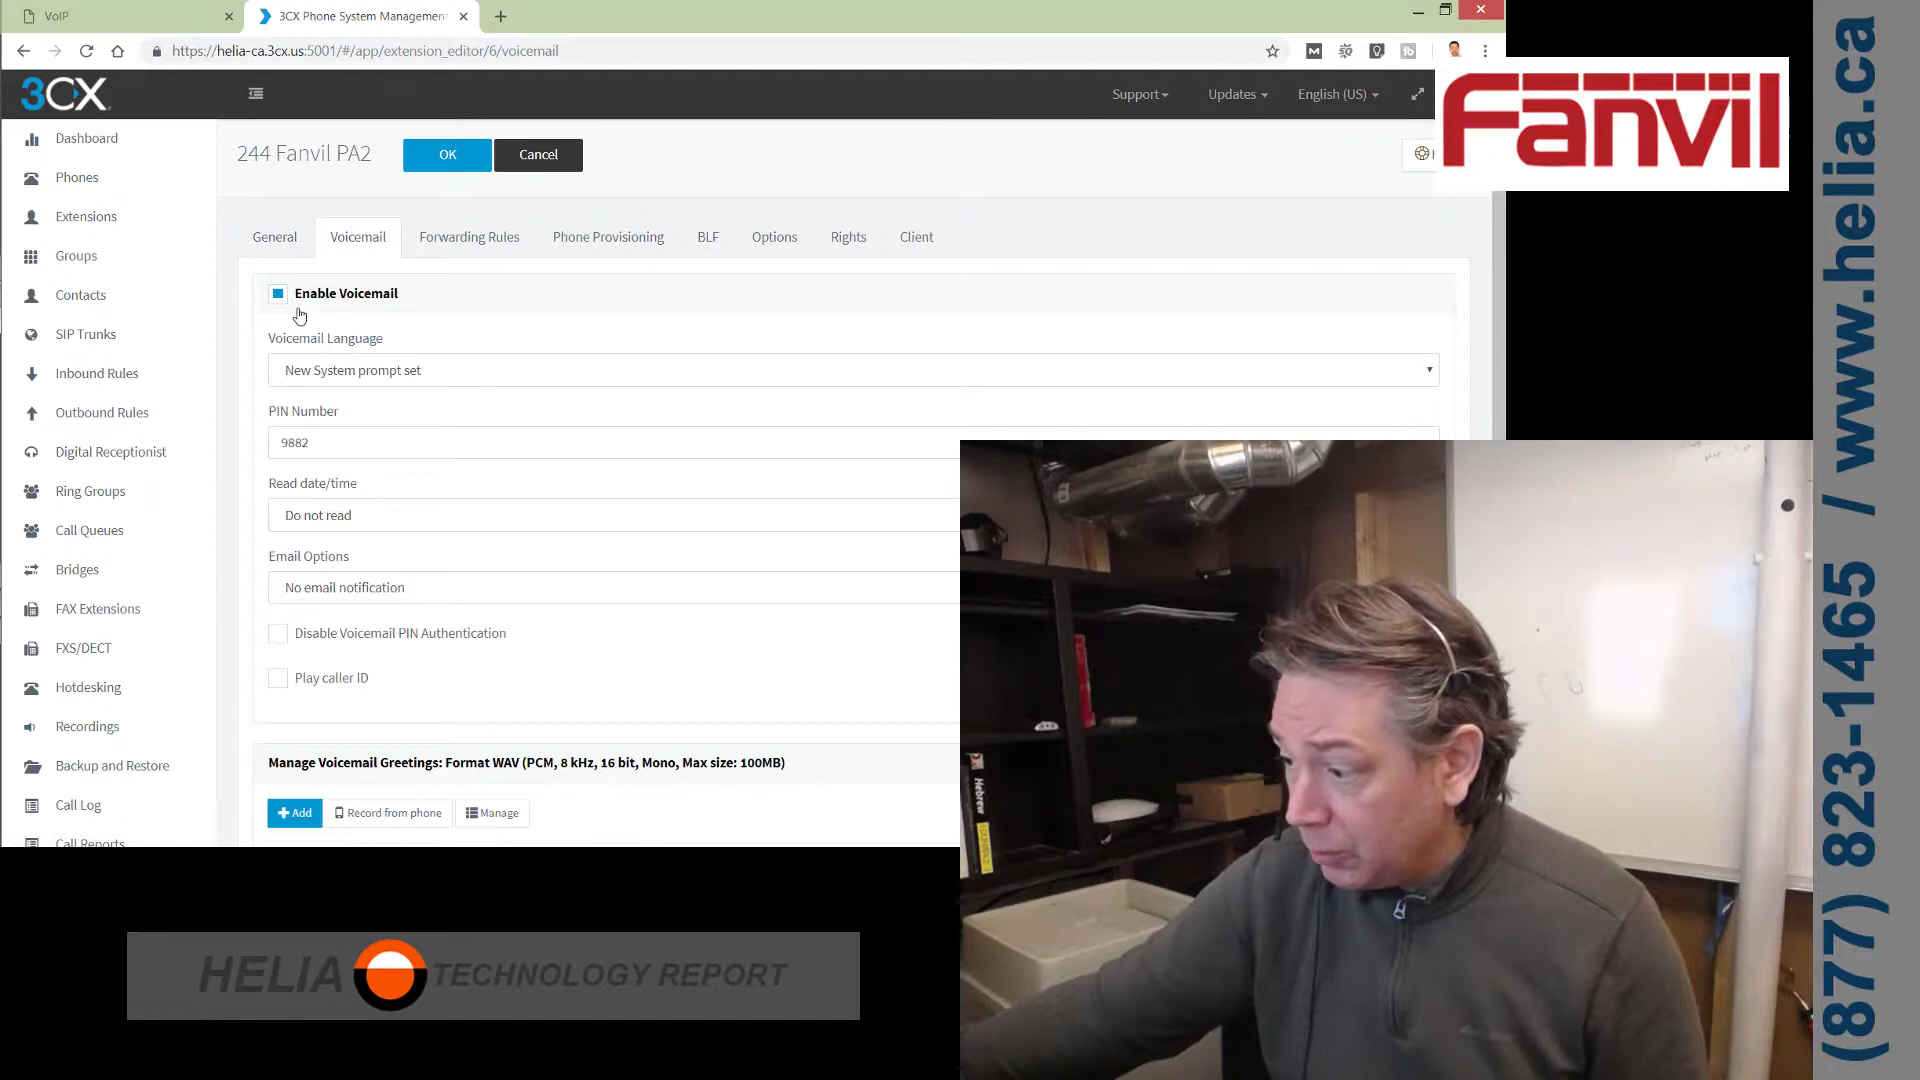 VoIP
3CX Phone System Management
https://helia-ca.3cx.us:5001/#/app/extension_editor/6/voicemail
3CX
Support
Updates
English (US)
Fanvil
244 Fanvil PA2
OK
Cancel
Dashboard
Phones
Extensions
Groups
Contacts
SIP Trunks
Inbound Rules
Outbound Rules
Digital Receptionist
Ring Groups
Call Queues
Bridges
FAX Extensions
FXS/DECT
Hotdesking
Recordings
Backup and Restore
Call Log
Call Reports
General
Voicemail
Forwarding Rules
Phone Provisioning
BLF
Options
Rights
Client
Enable Voicemail
Voicemail Language
New System prompt set
PIN Number
9882
Read date/time
Do not read
Email Options
No email notification
Disable Voicemail PIN Authentication
Play caller ID
Manage Voicemail Greetings: Format WAV (PCM, 8 kHz, 16 bit, Mono, Max size: 100MB)
Add
Record from phone
Manage
Hebrew
HELIA TECHNOLOGY REPORT
(877) 823-1465 / www.helia.ca